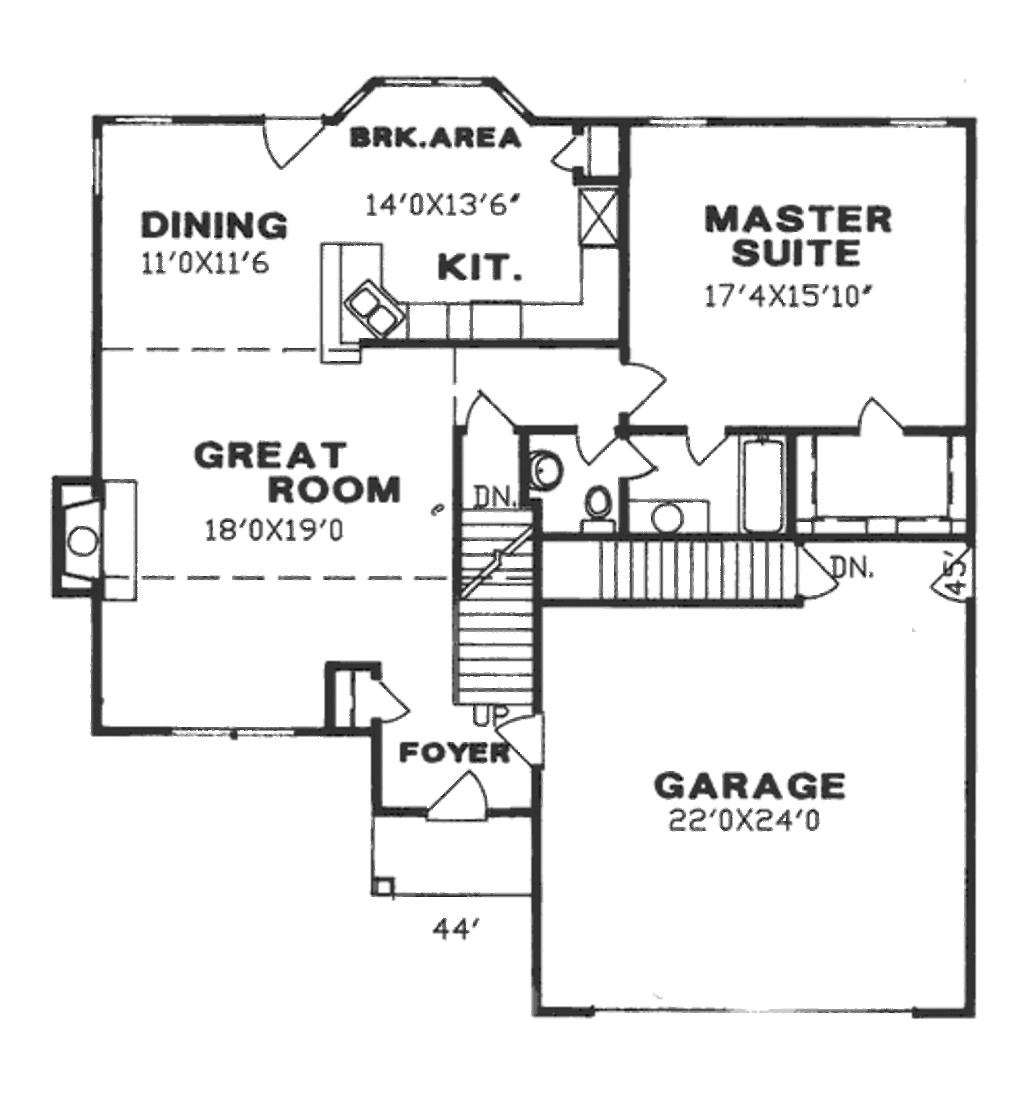 BRK.AREA
14'0X13'6"
DINING
11'0X11'6
KIT.
MASTER
SUITE
17'4X15'10"
GREAT
ROOM
18'0X19'0
DN.
DN.
45'
UP
FOYER
GARAGE
22'0X24'0
44'